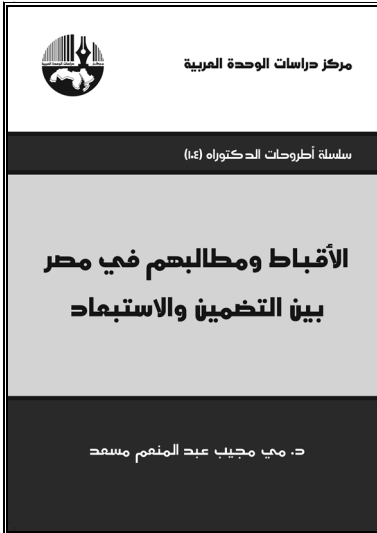 مركز دراسات الوحدة العربية
سلسلة أطروحات الدكتوراه (١٠٤)
الأقباط ومطالبهم في مصر
بين التضمين والاستبعاد
د. مي مجيب عبد المنعم مسعد